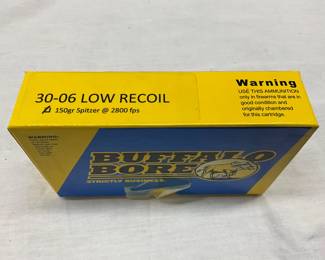 30-06 LOW RECOIL
150gr Spitzer @ 2800 fps
Warning
USE THIS AMMUNITION
only in firearms that are in
good condition and
originally chambered
for this cartridge.
WARNING:
BUFFALO
BORE
STRICTLY BUSINESS